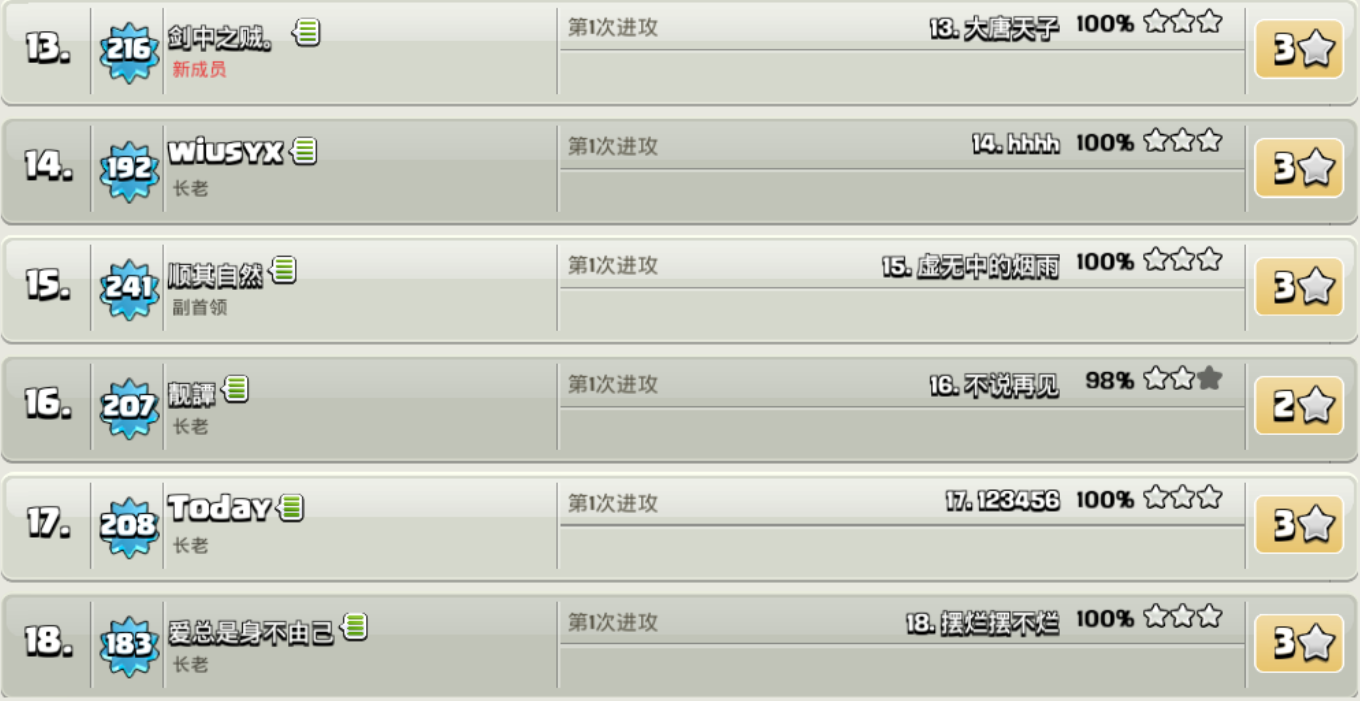 13. 216 剑中之贼。 第1次进攻 13. 大唐天子 100% 3
新成员
14. 192 wiusyx 第1次进攻 14. hhhh 100% 3
长老
15. 241 顺其自然 第1次进攻 15. 虚无中的烟雨 100% 3
副首领
16. 207 靓譚 第1次进攻 16. 不说再见 98% 2
长老
17. 208 Today 第1次进攻 17. 123456 100% 3
长老
18. 183 爱总是身不由己 第1次进攻 18. 摆烂摆不烂 100% 3
长老